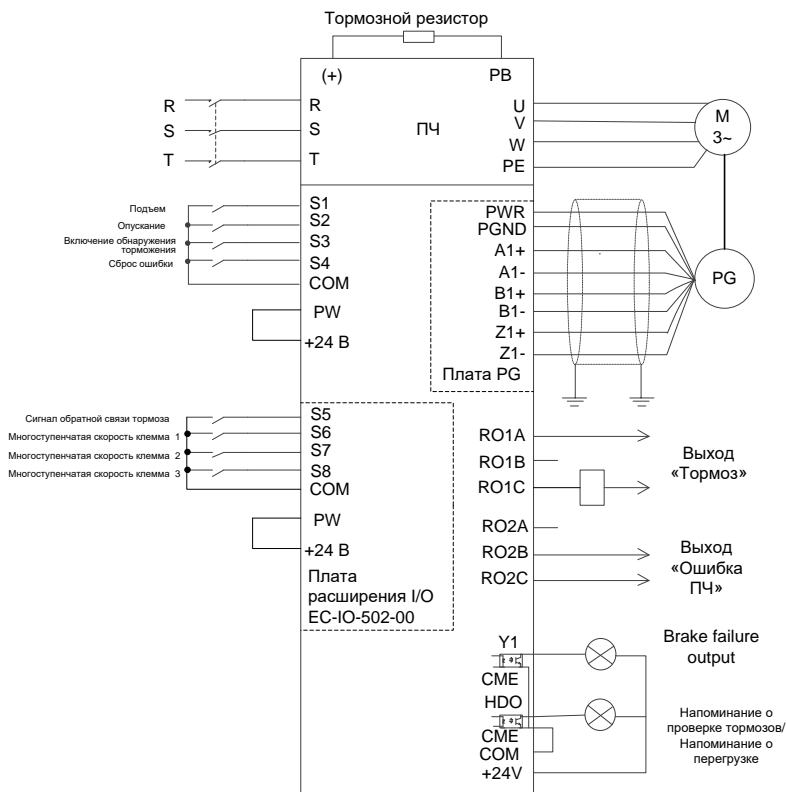 Тормозной резистор
(+)
PB
R
S
T
R
S
T
ПЧ
U
V
W
PE
M
3~
Подъем
Опускание
Включение обнаружения
торможения
Сброс ошибки
S1
S2
S3
S4
COM
PW
+24 В
PWR
PGND
A1+
A1-
B1+
B1-
Z1+
Z1-
Плата PG
PG
Сигнал обратной связи тормоза
Многоступенчатая скорость клемма 1
Многоступенчатая скорость клемма 2
Многоступенчатая скорость клемма 3
S5
S6
S7
S8
COM
PW
+24 В
Плата
расширения I/O
EC-IO-502-00
RO1A
RO1B
RO1C
Выход
«Тормоз»
RO2A
RO2B
RO2C
Выход
«Ошибка
ПЧ»
Y1
CME
HDO
CME
COM
+24V
Brake failure
output
Напоминание о
проверке тормозов/
Напоминание о
перегрузке